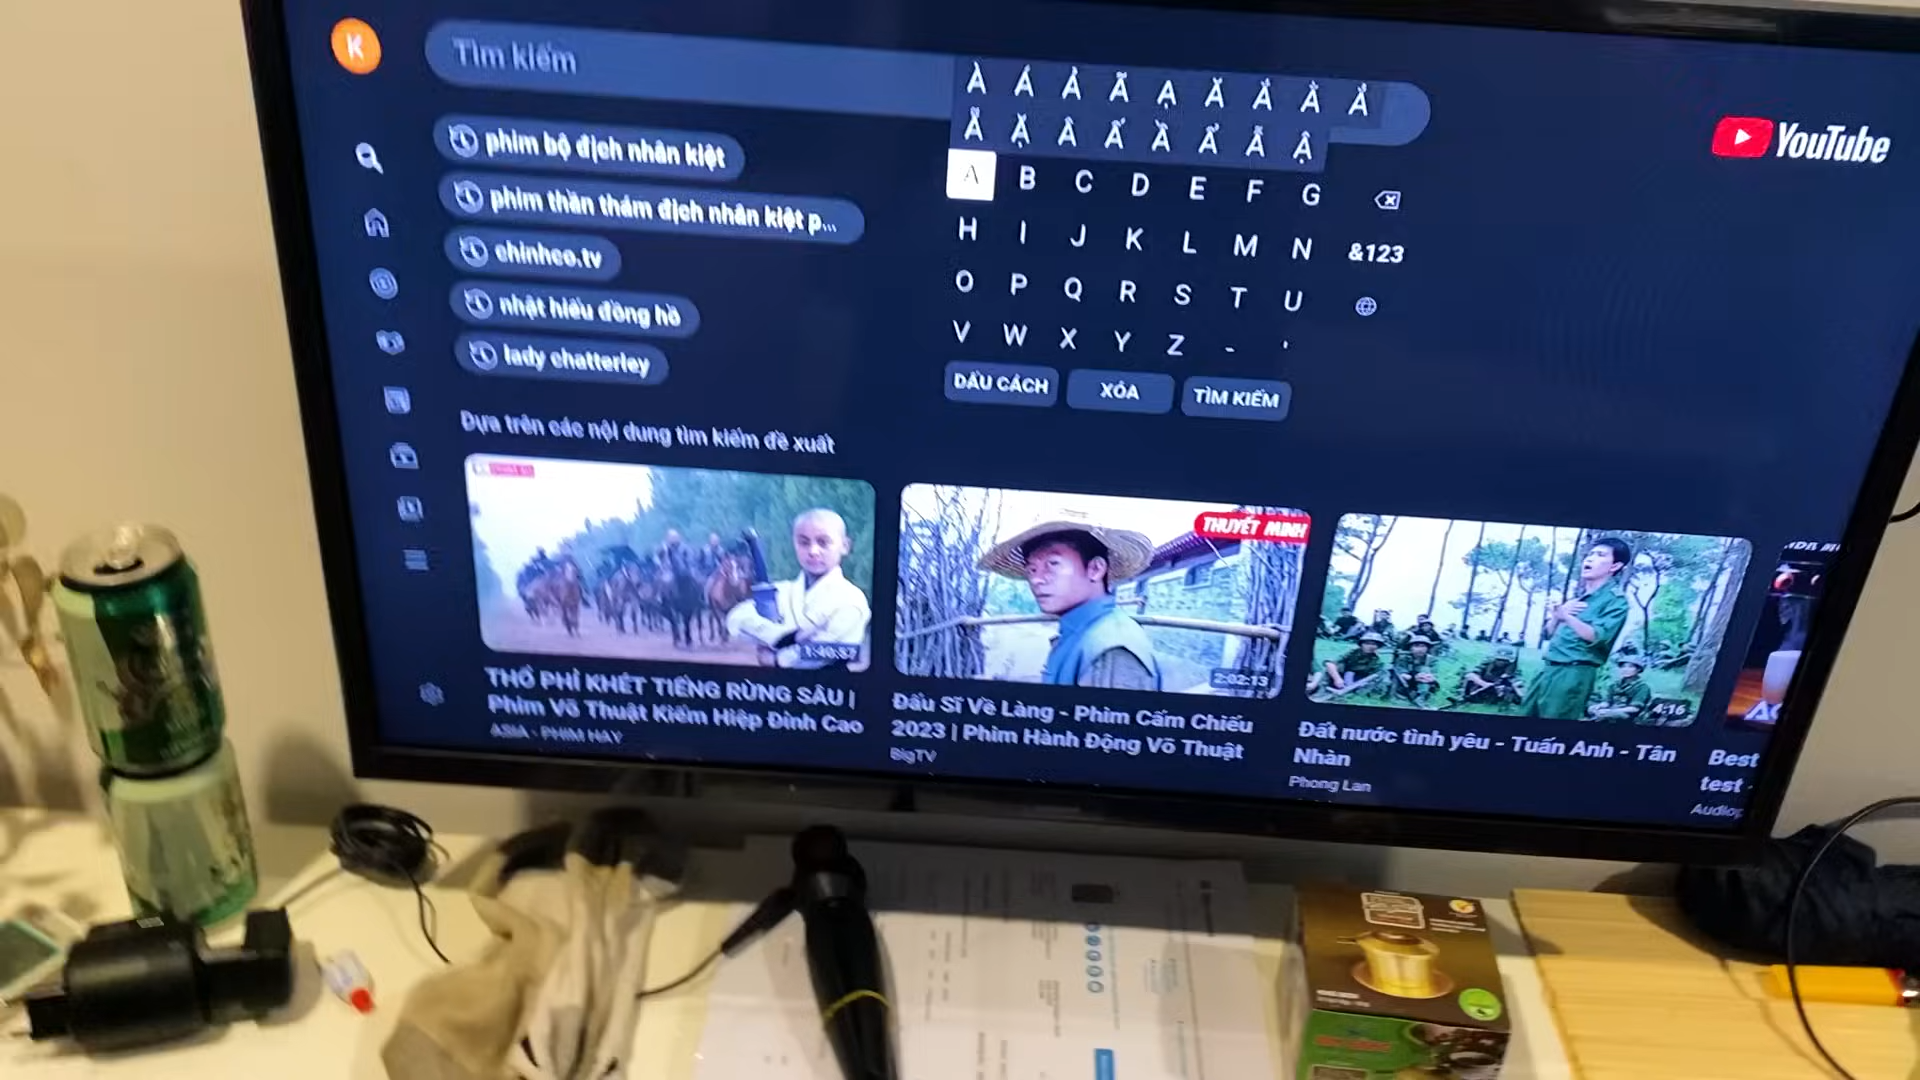 K
Tìm kiếm
YouTube
phim bộ địch nhân kiệt
phim thần thám địch nhân kiệt p...
chinhco.tv
nhật hiếu đồng hồ
lady chatterley
À Á Ả Ã Ạ Ă Ắ Ằ Ẳ
Ẵ Ặ Â Ấ Ầ Ẩ Ẫ Ậ
A B C D E F G
H I J K L M N &123
O P Q R S T U
V W X Y Z - '
DẤU CÁCH XÓA TÌM KIẾM
Dựa trên các nội dung tìm kiếm đề xuất
1:40:57
THỔ PHỈ KHÉT TIẾNG RỪNG SÂU |
Phim Võ Thuật Kiếm Hiệp Đỉnh Cao
ASIA - PHIM HAY
THUYẾT MINH
2:02:13
Đấu Sĩ Về Làng - Phim Cấm Chiếu
2023 | Phim Hành Động Võ Thuật
BigTV
4:16
Đất nước tình yêu - Tuấn Anh - Tân
Nhàn
Phong Lan
Best
test